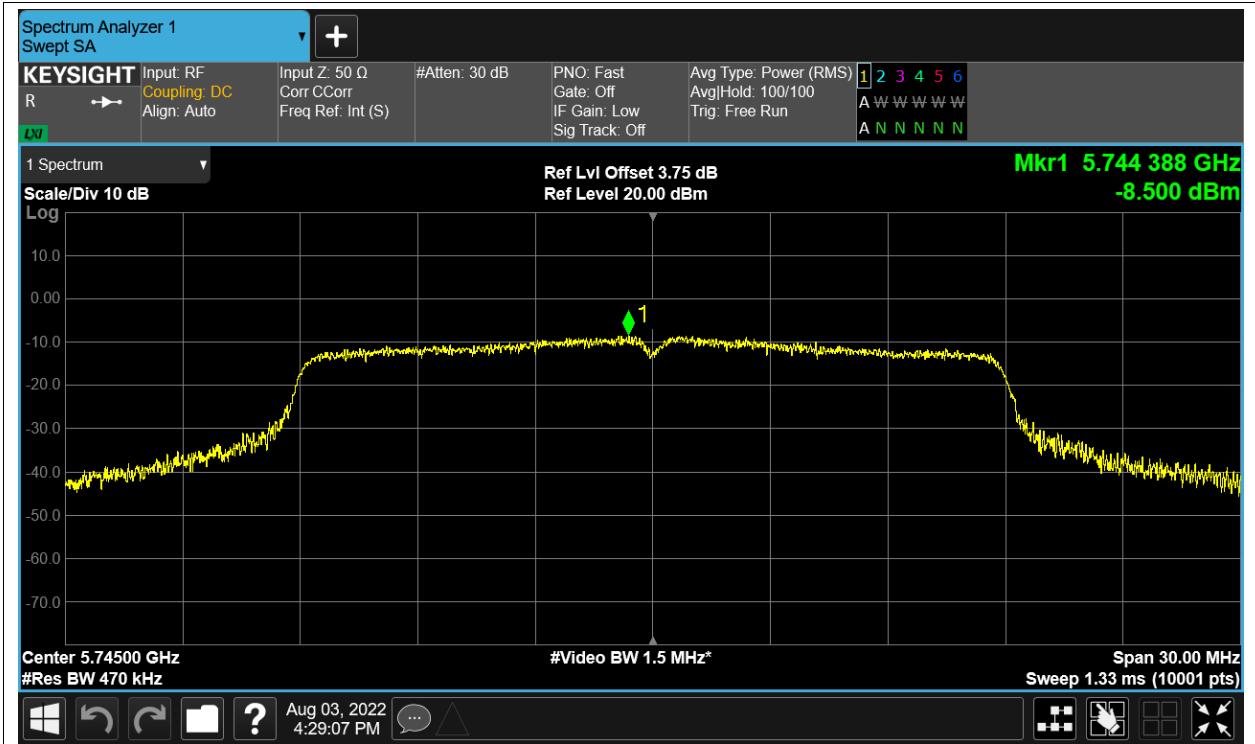 Spectrum Analyzer 1
Swept SA
KEYSIGHT
R
LXI
Input: RF
Coupling: DC
Align: Auto
Input Z: 50 Ω
Corr CCorr
Freq Ref: Int (S)
#Atten: 30 dB
PNO: Fast
Gate: Off
IF Gain: Low
Sig Track: Off
Avg Type: Power (RMS)
Avg|Hold: 100/100
Trig: Free Run
1 2 3 4 5 6
A W W W W W
A N N N N N
1 Spectrum
Scale/Div 10 dB
Log
Ref Lvl Offset 3.75 dB
Ref Level 20.00 dBm
Mkr1 5.744 388 GHz
-8.500 dBm
10.0
0.00
1
-10.0
-20.0
-30.0
-40.0
-50.0
-60.0
-70.0
Center 5.74500 GHz
#Video BW 1.5 MHz*
Span 30.00 MHz
#Res BW 470 kHz
Sweep 1.33 ms (10001 pts)
?
Aug 03, 2022
4:29:07 PM